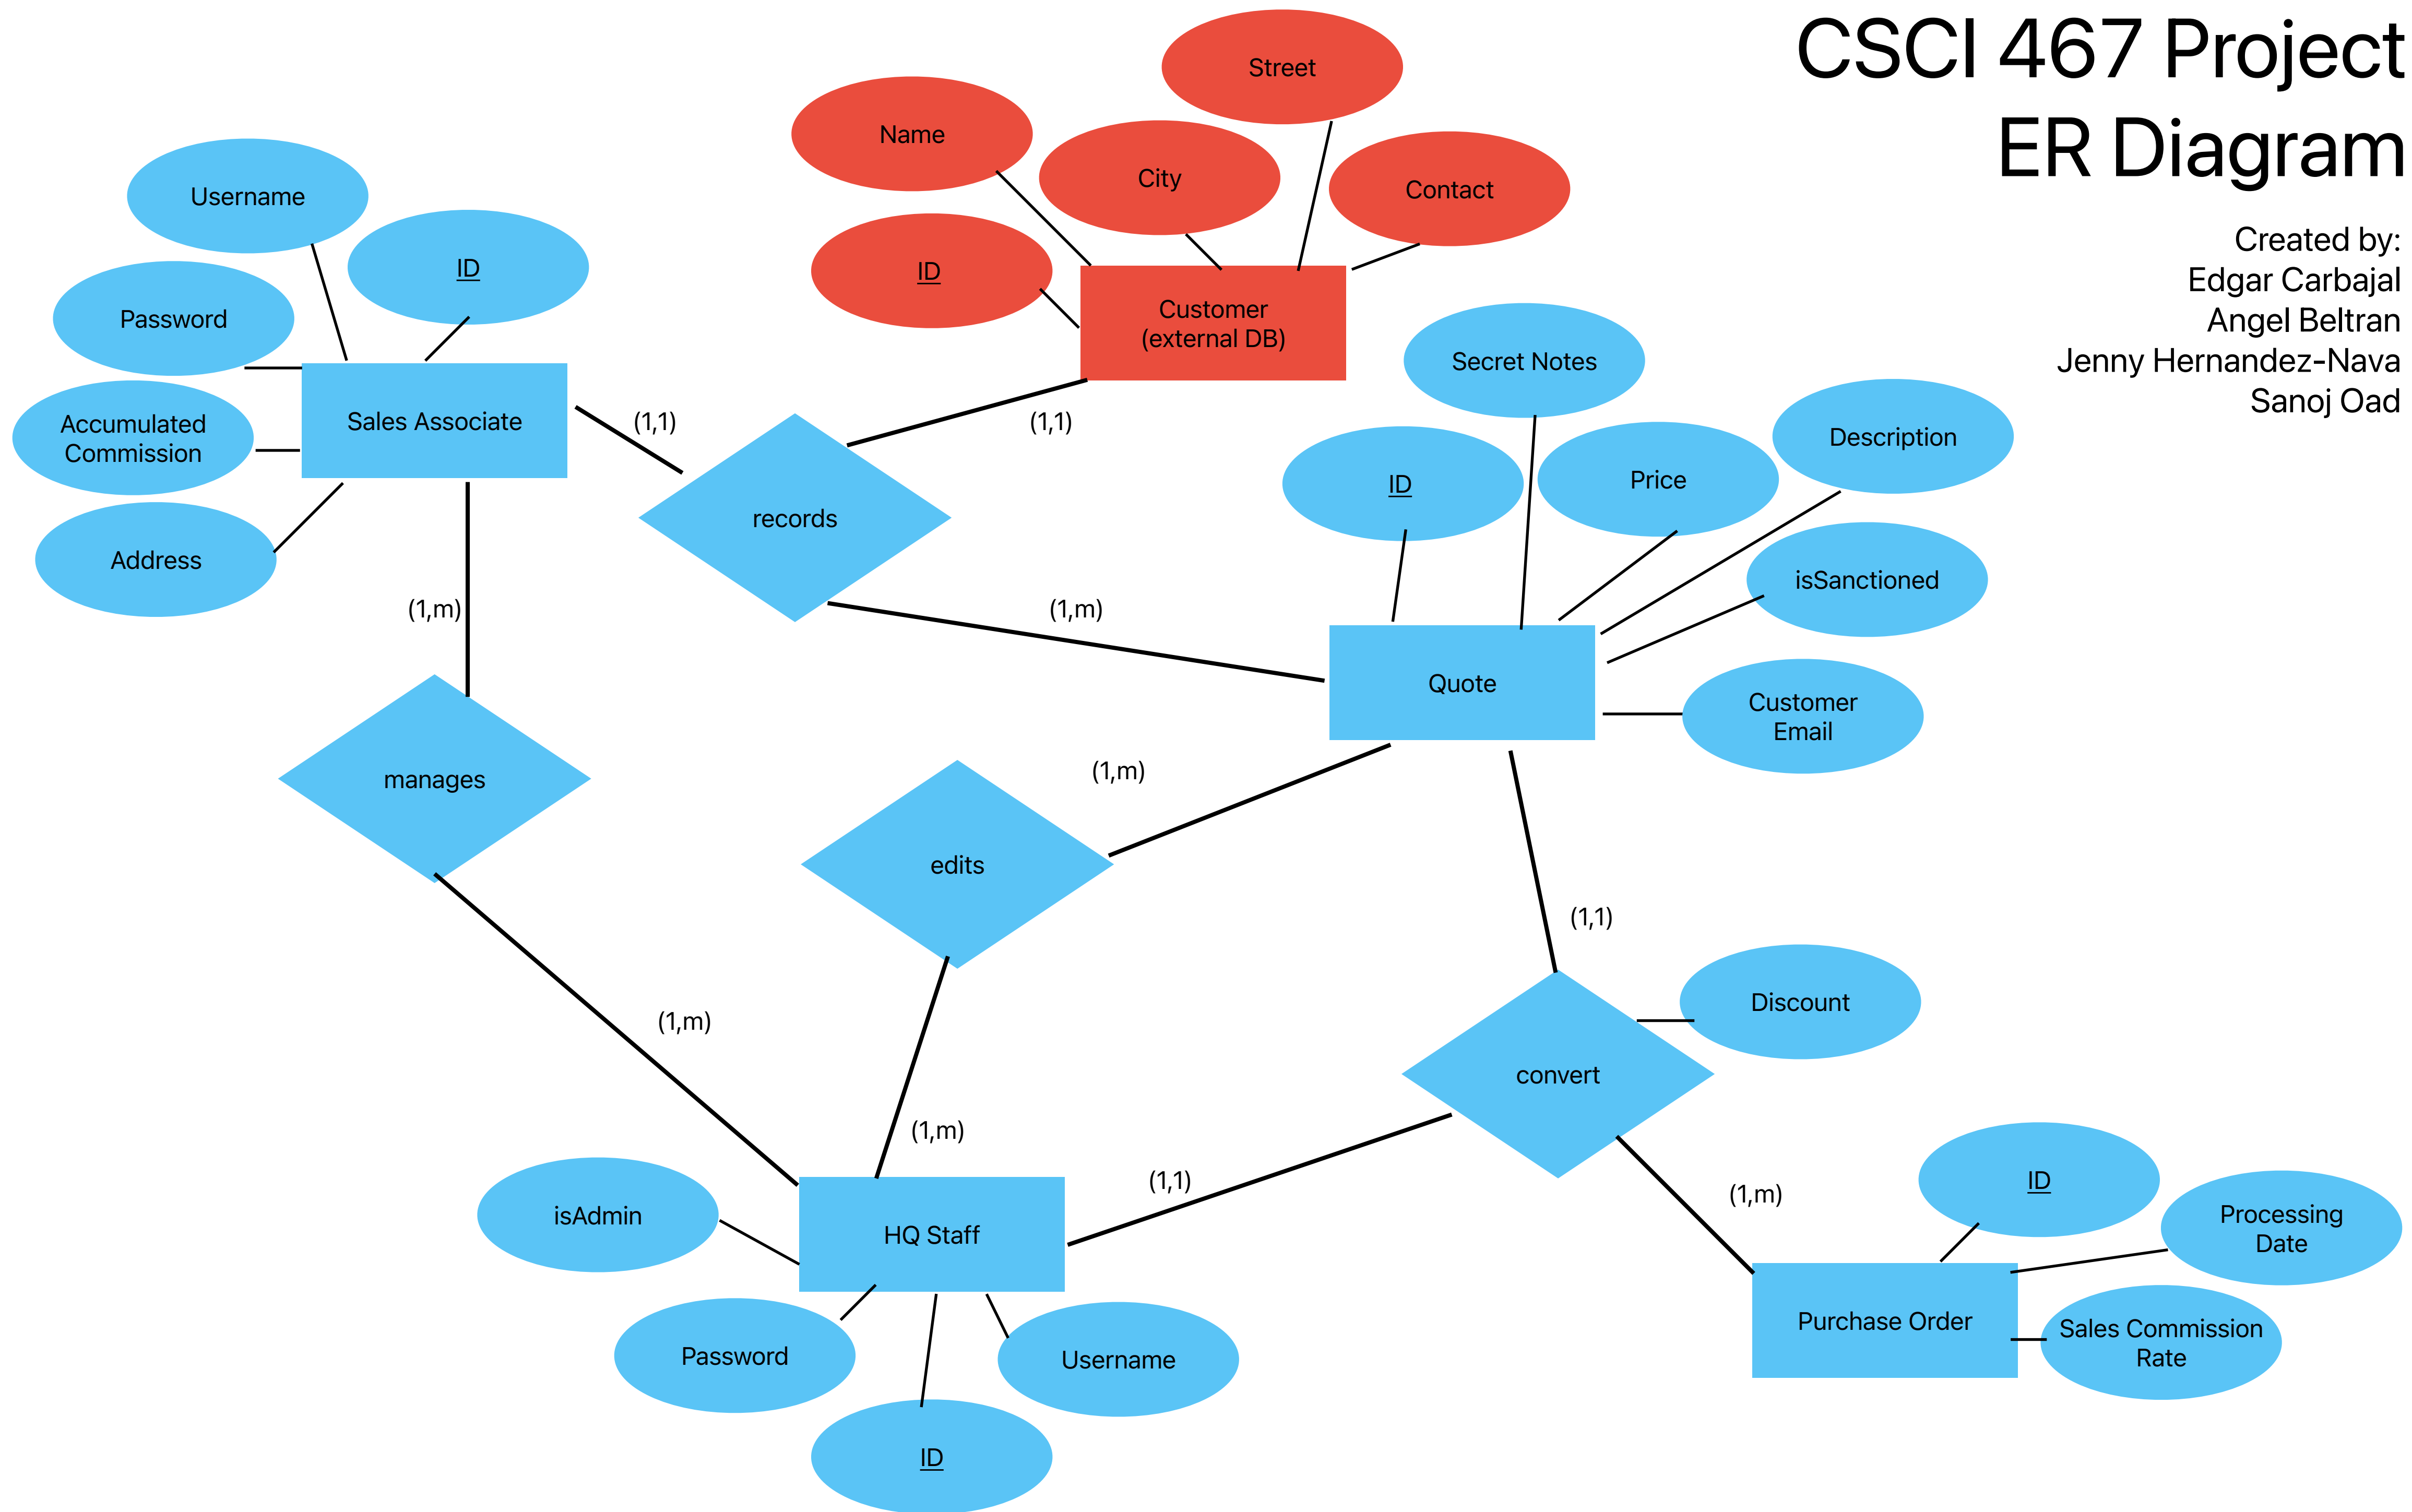 CSCI 467 Project
ER Diagram
Created by:
Edgar Carbajal
Angel Beltran
Jenny Hernandez-Nava
Sanoj Oad
Street
Name
City
Contact
ID
Customer
(external DB)
Username
ID
Password
Accumulated
Commission
Address
Sales Associate
(1,1)
(1,1)
records
(1,m)
(1,m)
Secret Notes
ID
Price
Description
isSanctioned
Customer
Email
Quote
manages
(1,m)
edits
(1,m)
(1,m)
(1,1)
Discount
convert
(1,1)
(1,m)
isAdmin
HQ Staff
Password
Username
ID
ID
Processing
Date
Purchase Order
Sales Commission
Rate